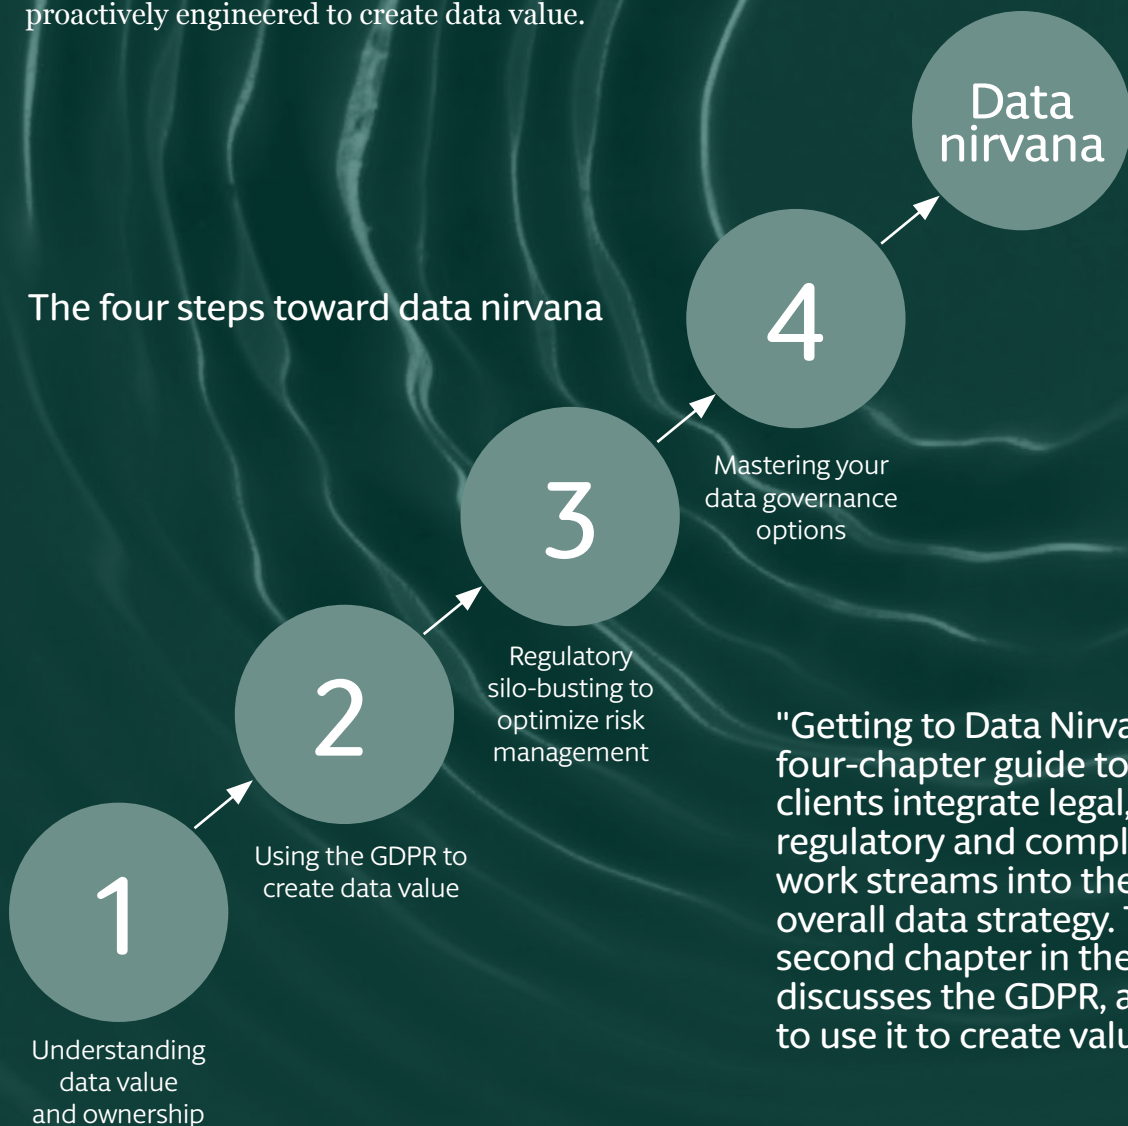 proactively engineered to create data value.
The four steps toward data nirvana
1
Understanding
data value
and ownership
2
Using the GDPR to
create data value
3
Regulatory
silo-busting to
optimize risk
management
4
Mastering your
data governance
options
Data
nirvana
"Getting to Data Nirva
four-chapter guide to
clients integrate legal,
regulatory and compl
work streams into the
overall data strategy. T
second chapter in the
discusses the GDPR, a
to use it to create valu